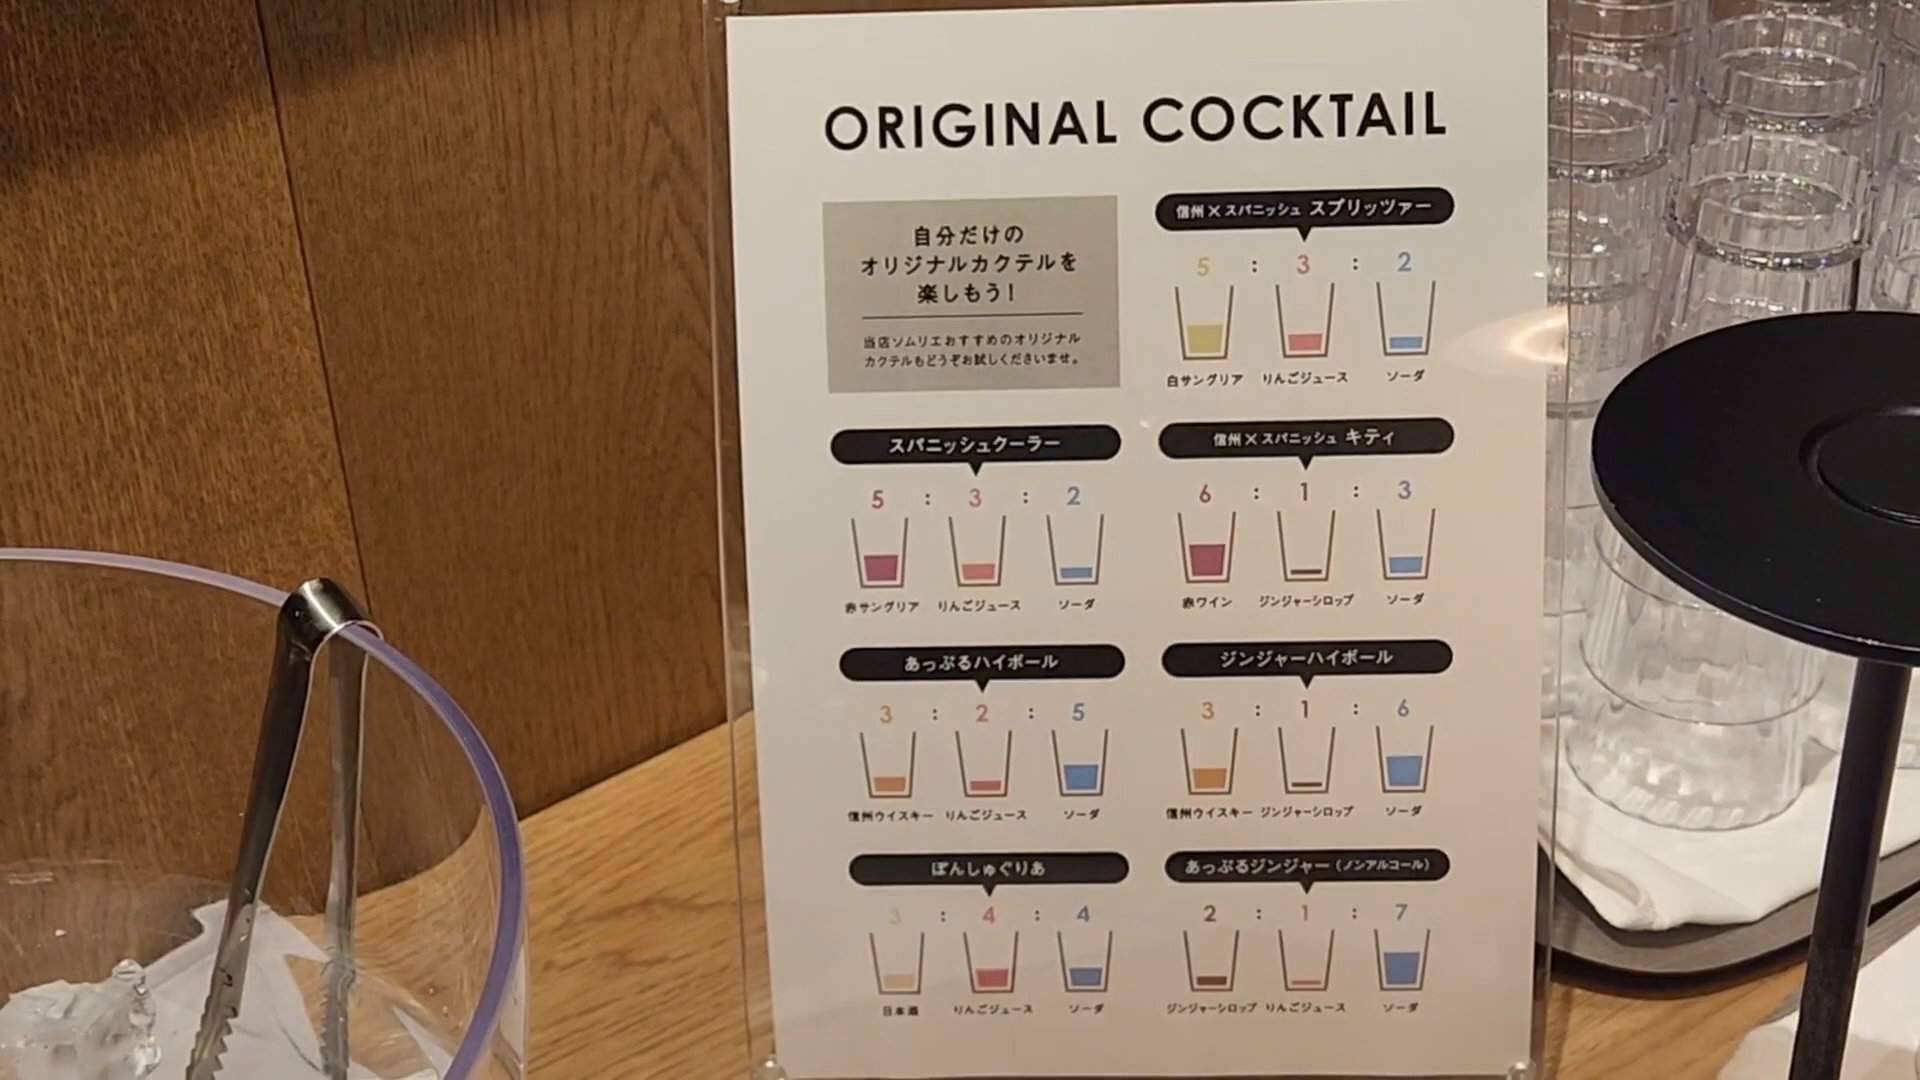 ORIGINAL COCKTAIL
自分だけの
オリジナルカクテルを
楽しもう!
当店ソムリエおすすめのオリジナル
カクテルもどうぞお試しくださいませ。
信州×スパニッシュ スプリッツァー
5 : 3 : 2
白サングリア りんごジュース ソーダ
スパニッシュクーラー
5 : 3 : 2
赤サングリア りんごジュース ソーダ
信州×スパニッシュ キティ
6 : 1 : 3
赤ワイン ジンジャーシロップ ソーダ
あっぷるハイボール
3 : 2 : 5
信州ウイスキー りんごジュース ソーダ
ジンジャーハイボール
3 : 1 : 6
信州ウイスキー ジンジャーシロップ ソーダ
ぽんしゅぐりあ
3 : 4 : 4
日本酒 りんごジュース ソーダ
あっぷるジンジャー(ノンアルコール)
2 : 1 : 7
ジンジャーシロップ りんごジュース ソーダ